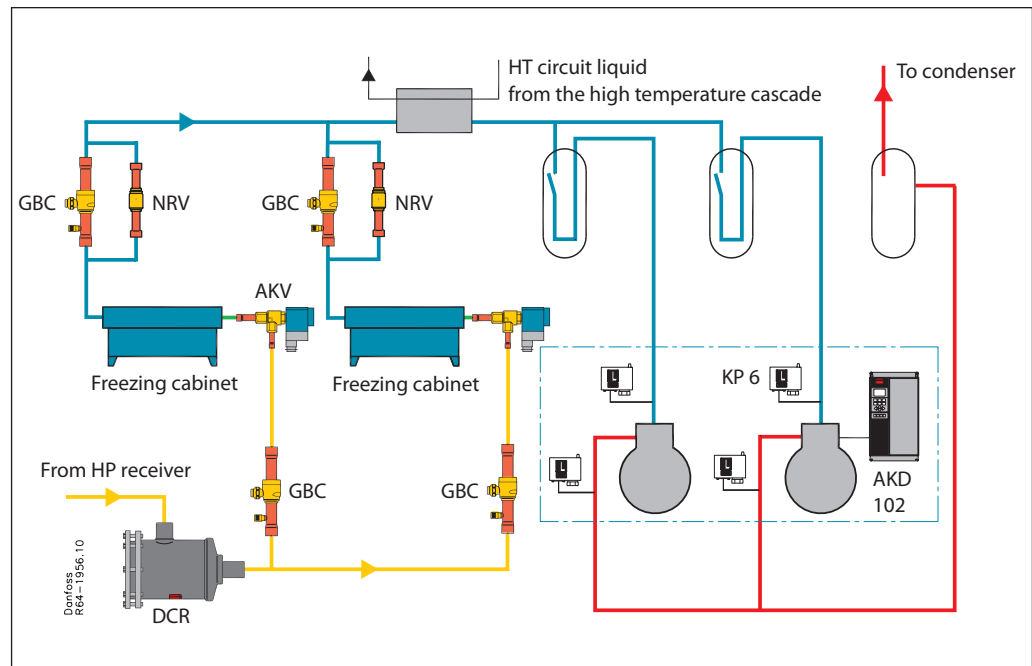 HT circuit liquid
from the high temperature cascade
To condenser
GBC
NRV
GBC
NRV
AKV
Freezing cabinet
Freezing cabinet
KP 6
From HP receiver
GBC
GBC
AKD
102
DCR
Danfoss
R64-1956.10